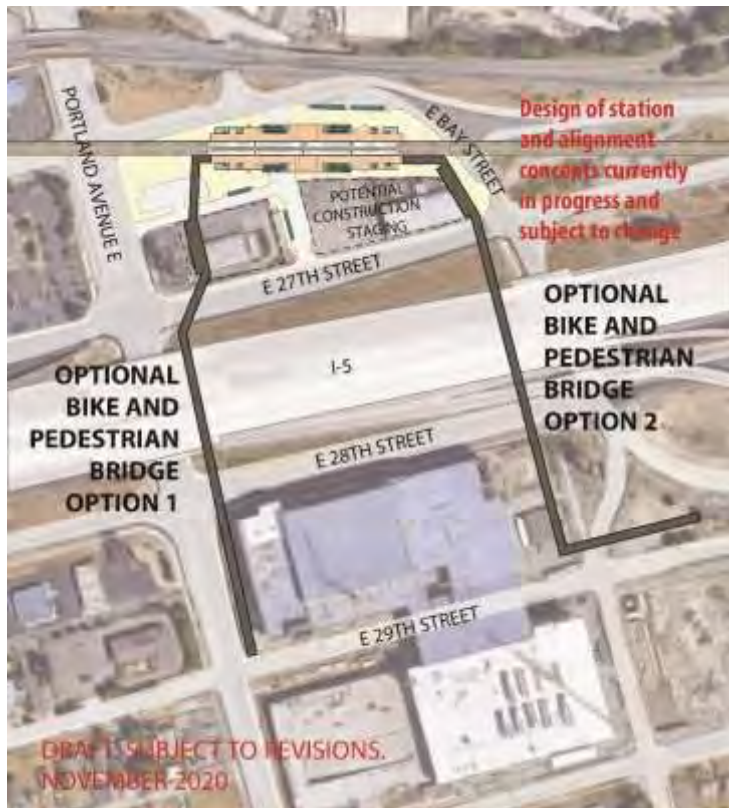 PORTLAND AVENUE E
E BAY STREET
Design of station
and alignment
concepts currently
in progress and
subject to change
POTENTIAL
CONSTRUCTION
STAGING
E 27TH STREET
OPTIONAL
BIKE AND
PEDESTRIAN
BRIDGE
OPTION 2
I-5
OPTIONAL
BIKE AND
PEDESTRIAN
BRIDGE
OPTION 1
E 28TH STREET
E 29TH STREET
DRAFT. SUBJECT TO REVISIONS.
NOVEMBER 2020